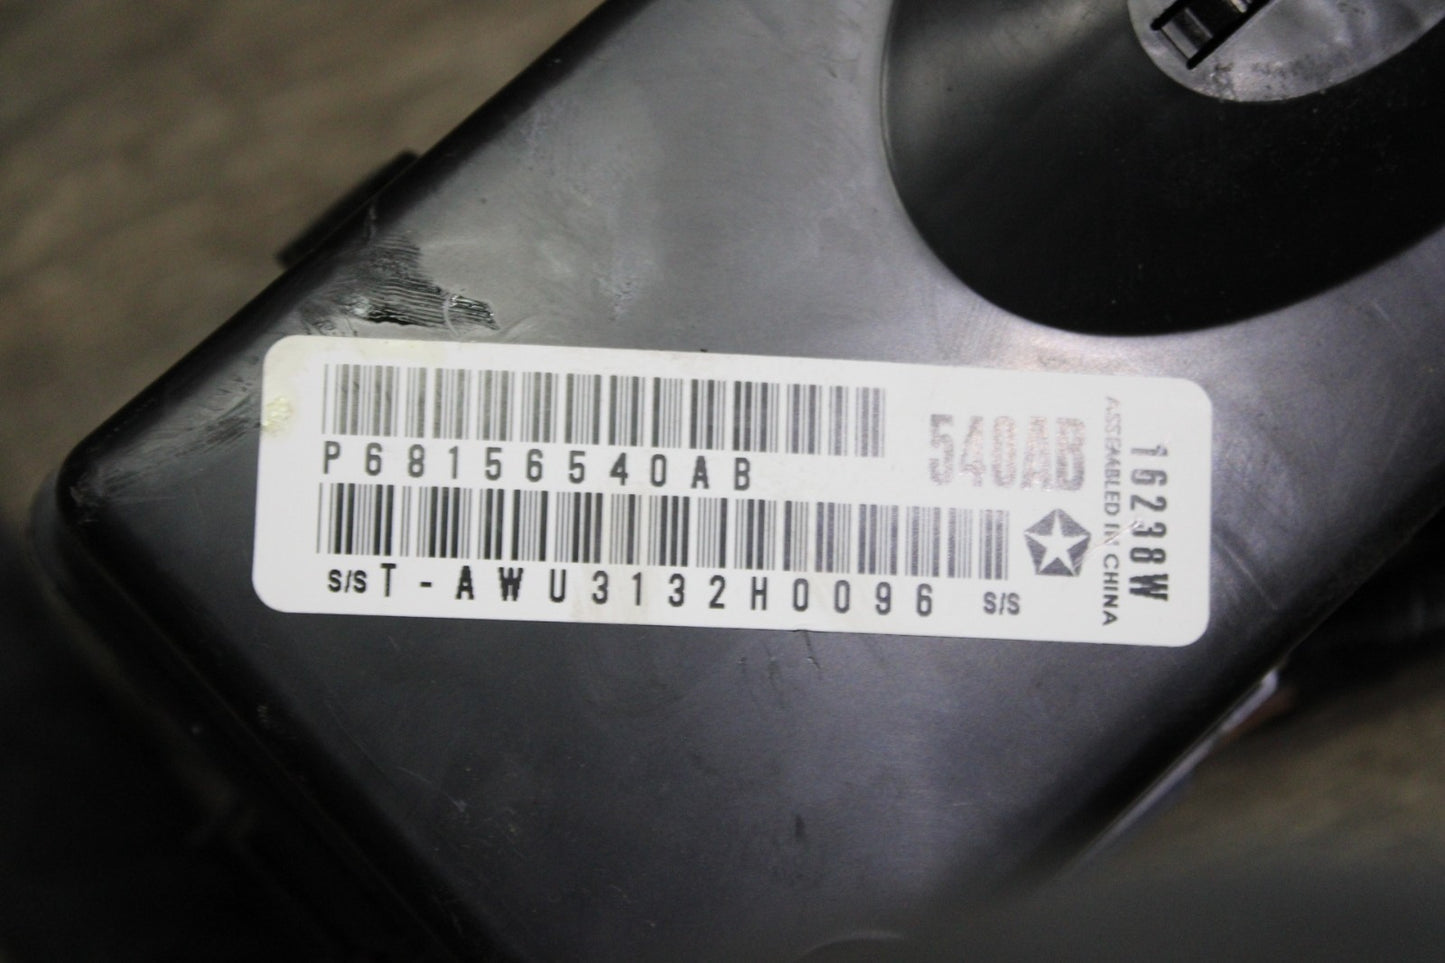 P68156540AB
540AB
S/S T-AWU3132H0096 S/S
ASSEMBLED IN CHINA
16238W